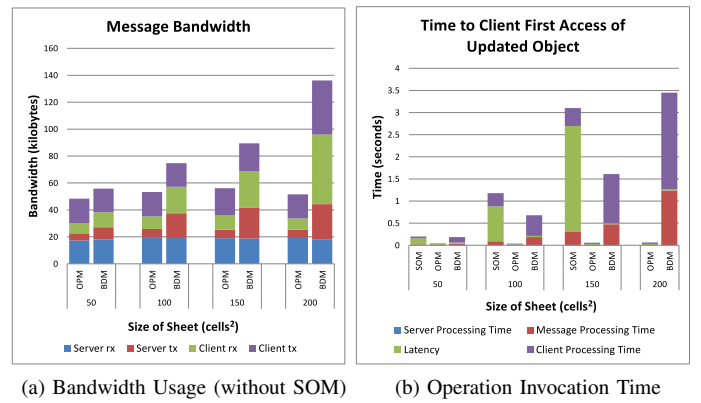 Message Bandwidth
160
140
120
100
80
60
40
20
0
Bandwidth (kilobytes)
OPM BDM OPM BDM OPM BDM OPM BDM
50 100 150 200
Size of Sheet (cells²)
Server rx Server tx Client rx Client tx
(a) Bandwidth Usage (without SOM)
Time to Client First Access of
Updated Object
4
3.5
3
2.5
2
1.5
1
0.5
0
Time (seconds)
SOM OPM BDM SOM OPM BDM SOM OPM BDM OPM BDM
50 100 150 200
Size of Sheet (cells²)
Server Processing Time Message Processing Time
Latency Client Processing Time
(b) Operation Invocation Time